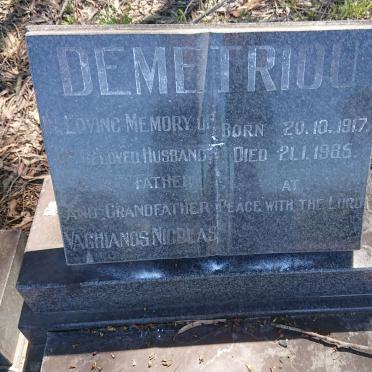 DEMETRIOU
IN LOVING MEMORY OF
MY BELOVED HUSBAND
FATHER
AND GRANDFATHER
VAGHIANOS NICOLAS
BORN 20.10.1917
DIED 21.1.1985
AT
PEACE WITH THE LORD